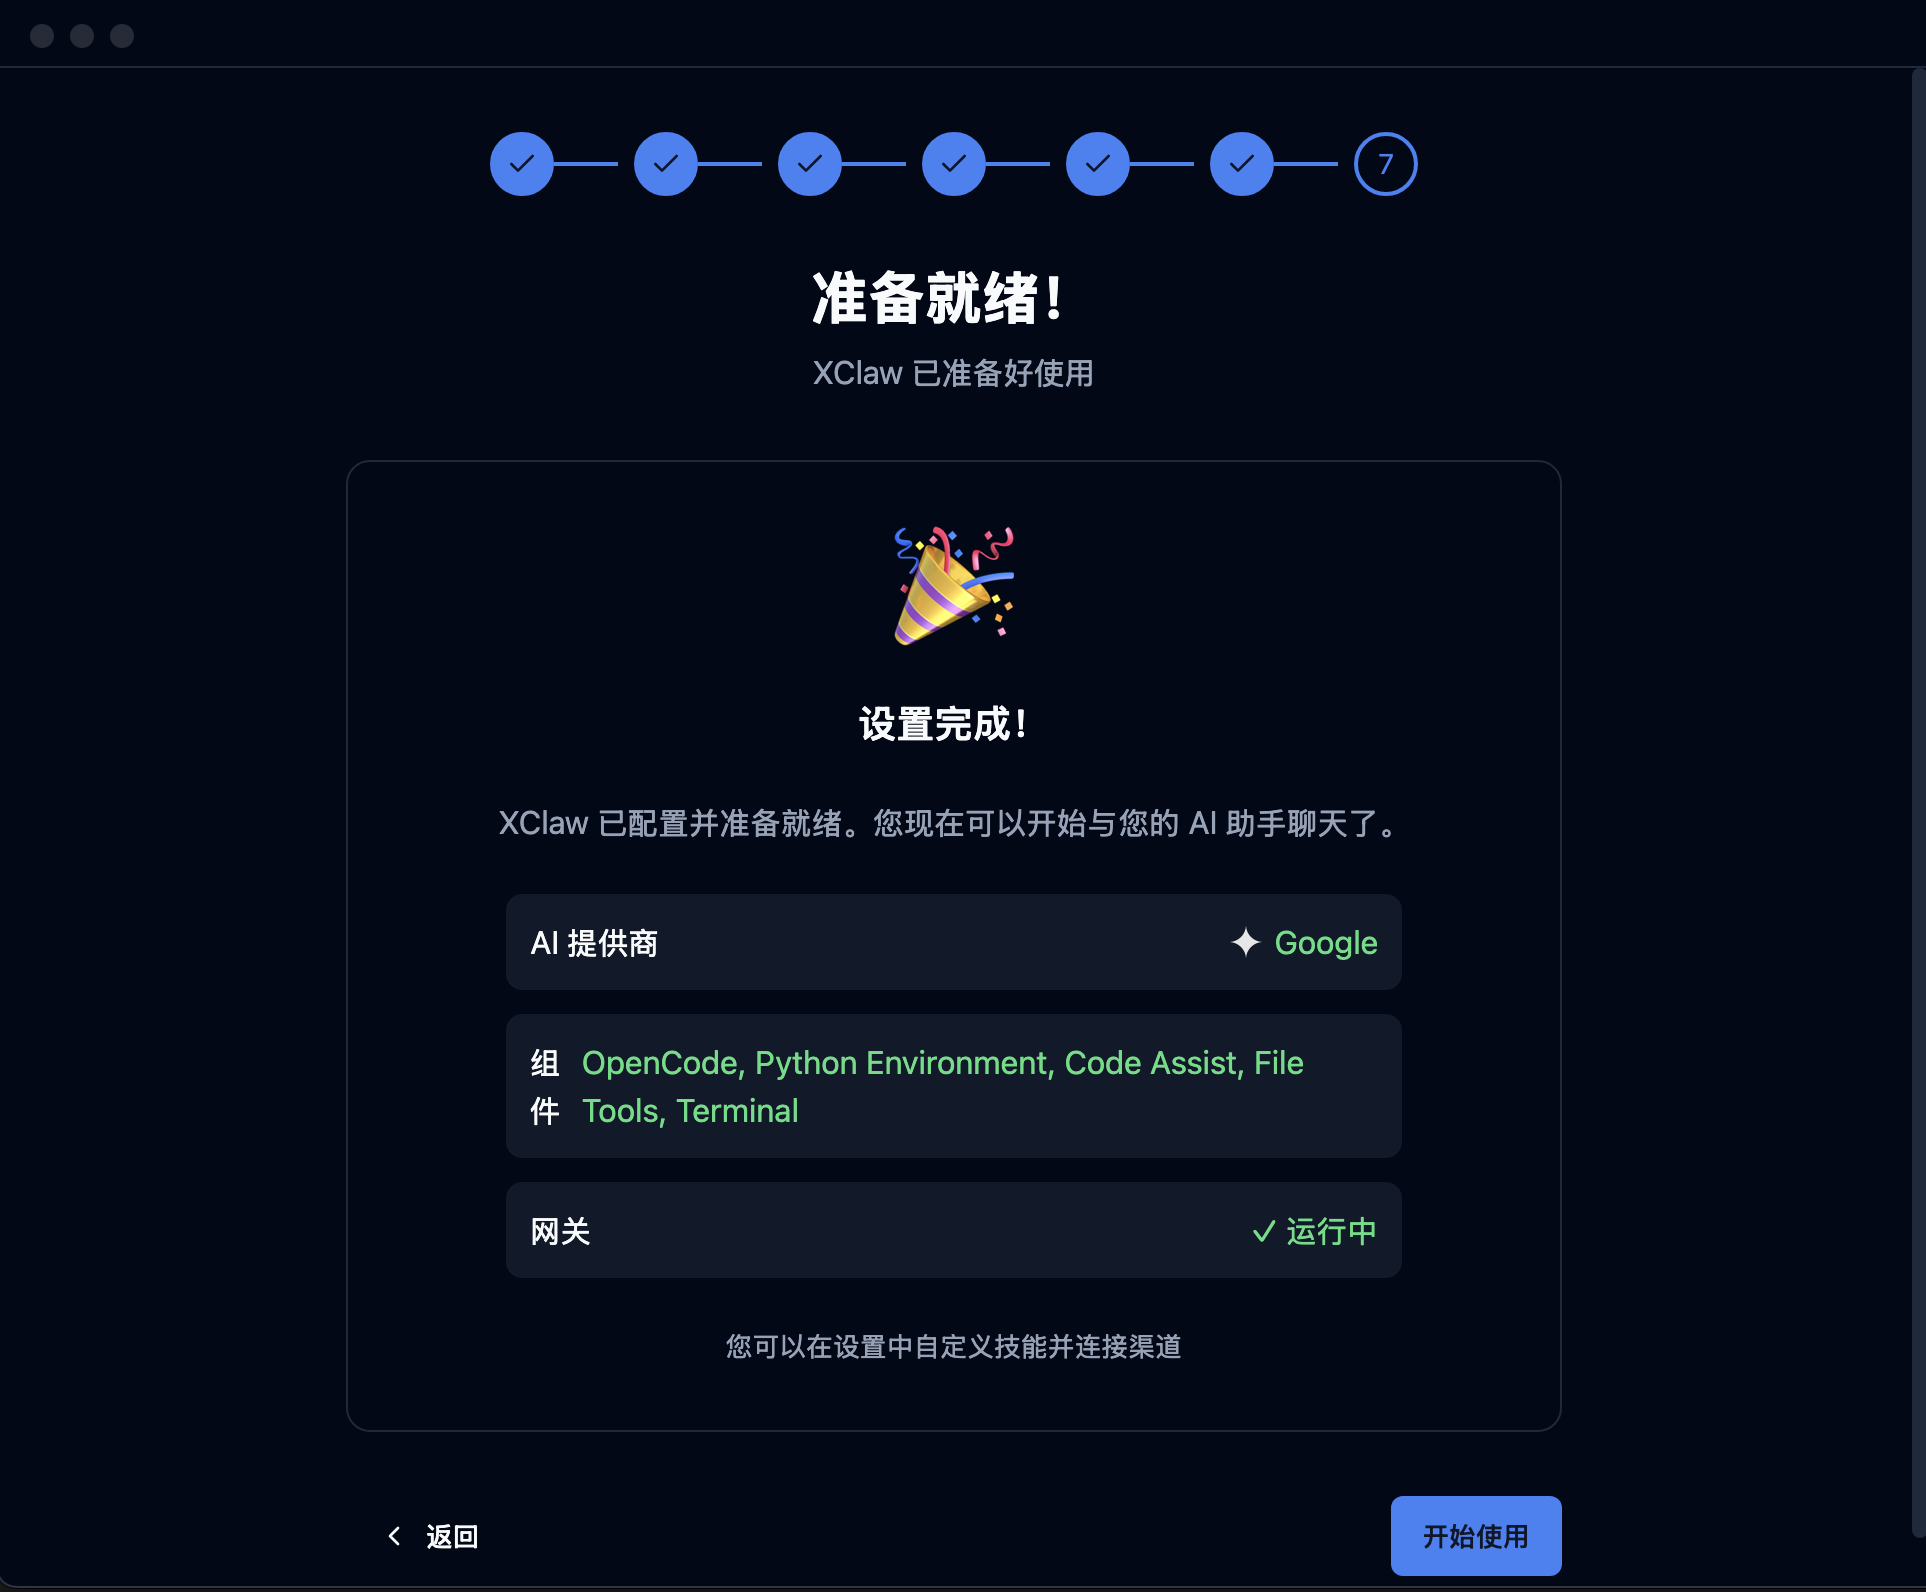 7
准备就绪！
XClaw 已准备好使用
设置完成！
XClaw 已配置并准备就绪。您现在可以开始与您的 AI 助手聊天了。
AI 提供商 Google
组件 OpenCode, Python Environment, Code Assist, File
Tools, Terminal
网关 ✓ 运行中
您可以在设置中自定义技能并连接渠道
返回 开始使用